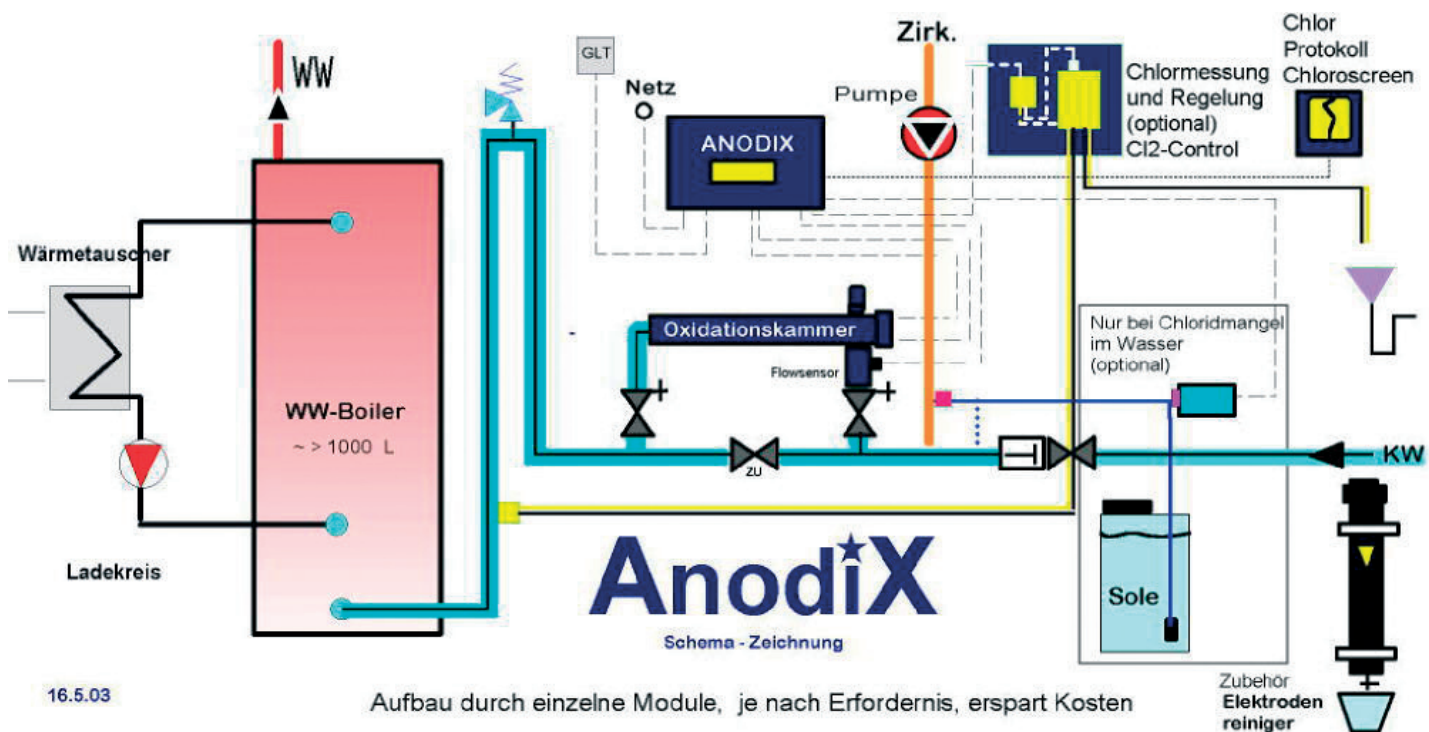 WW
GLT
Netz
ANODIX
Zirk.
Pumpe
Chlormessung
und Regelung
(optional)
Cl2-Control
Chlor
Protokoll
Chloroscreen
Wärmetauscher
Oxidationskammer
Flowsensor
Nur bei Chloridmangel
im Wasser
(optional)
WW-Boiler
~ > 1000 L
ZU
KW
Ladekreis
AnodiX
Schema - Zeichnung
Sole
16.5.03
Aufbau durch einzelne Module, je nach Erfordernis, erspart Kosten
Zubehör
Elektroden
reiniger